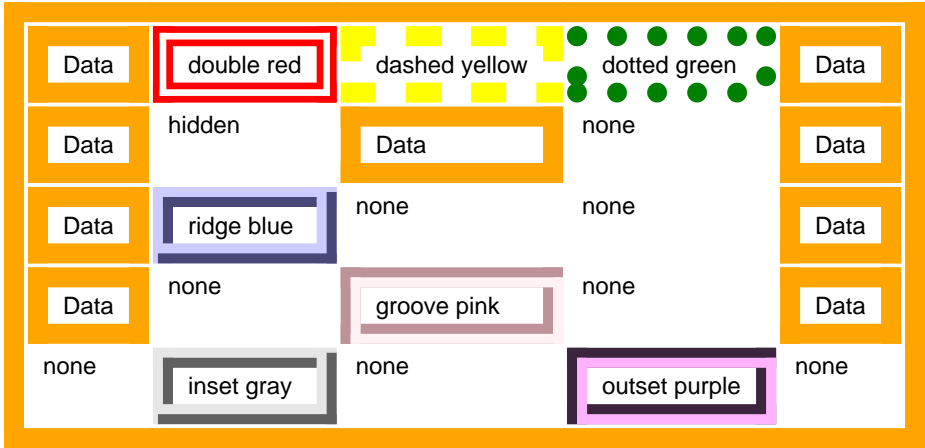 Data double red dashed yellow dotted green Data
Data hidden Data none Data
Data ridge blue none none Data
Data none groove pink none Data
none inset gray none outset purple none